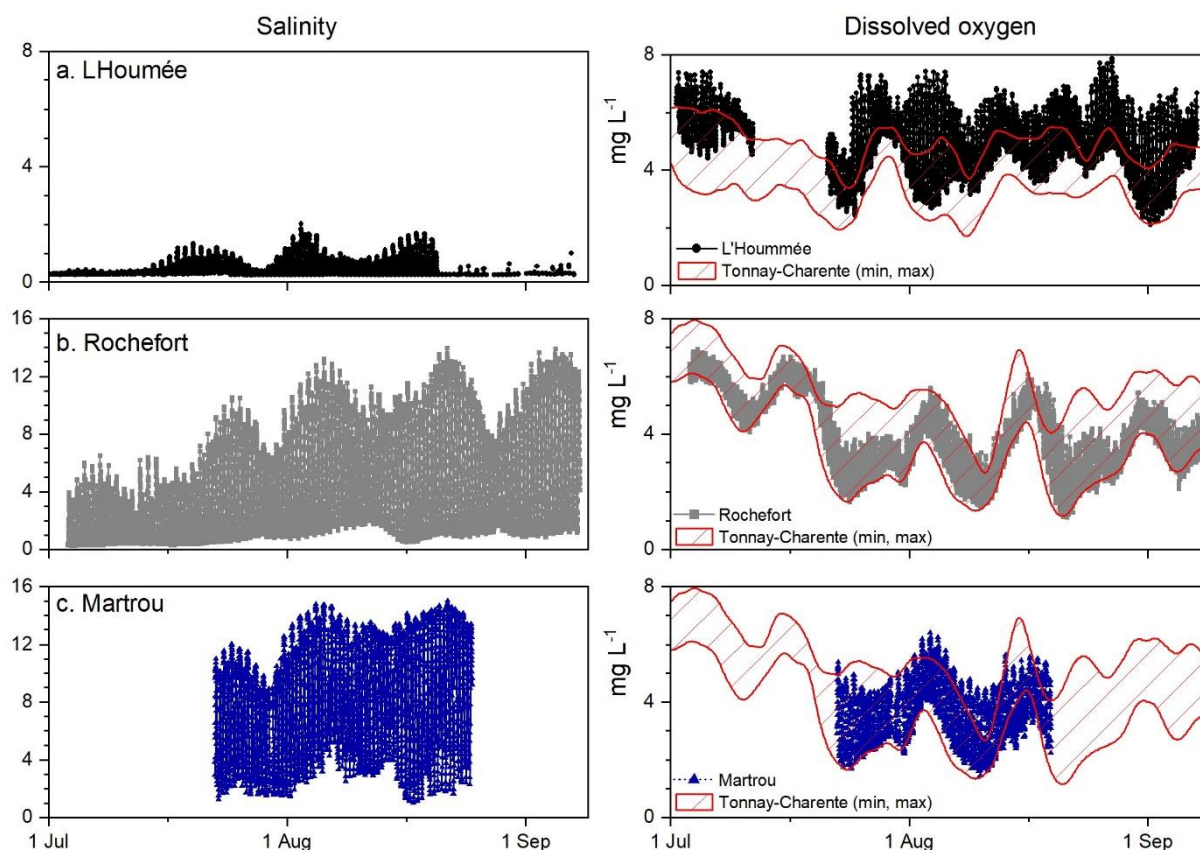 Salinity
Dissolved oxygen
8
4
0
a. LHoumée
8
4
0
mg L⁻¹
L'Hoummée
Tonnay-Charente (min, max)
16
12
8
4
0
b. Rochefort
8
4
0
mg L⁻¹
Rochefort
Tonnay-Charente (min, max)
16
12
8
4
0
c. Martrou
8
4
0
mg L⁻¹
Martrou
Tonnay-Charente (min, max)
1 Jul
1 Aug
1 Sep
1 Jul
1 Aug
1 Sep